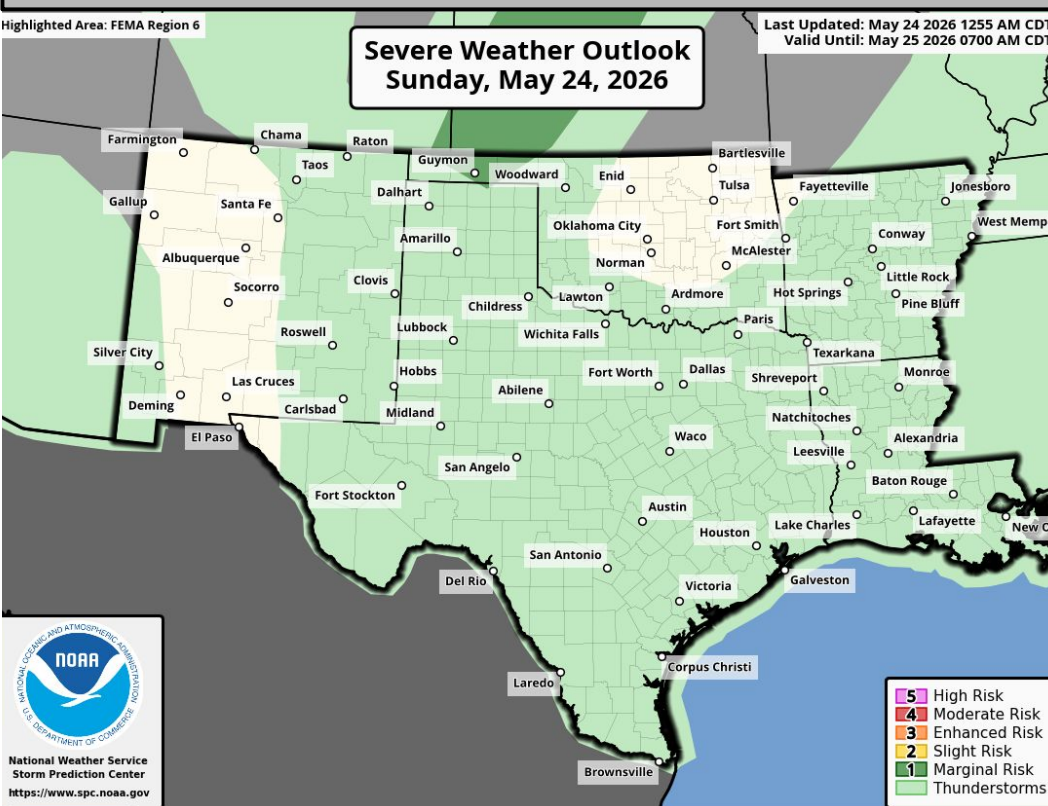 Highlighted Area: FEMA Region 6
Last Updated: May 24 2026 1255 AM CDT
Valid Until: May 25 2026 0700 AM CDT
Severe Weather Outlook
Sunday, May 24, 2026
Farmington
Chama
Raton
Taos
Guymon
Woodward
Enid
Bartlesville
Tulsa
Fayetteville
Jonesboro
Gallup
Santa Fe
Dalhart
Amarillo
Oklahoma City
Fort Smith
West Memp
Conway
Albuquerque
Norman
McAlester
Little Rock
Socorro
Clovis
Childress
Lawton
Ardmore
Hot Springs
Pine Bluff
Roswell
Lubbock
Wichita Falls
Paris
Texarkana
Silver City
Las Cruces
Hobbs
Abilene
Fort Worth
Dallas
Shreveport
Monroe
Deming
Carlsbad
Midland
Natchitoches
El Paso
Waco
Alexandria
San Angelo
Leesville
Fort Stockton
Baton Rouge
Austin
Houston
Lake Charles
Lafayette
New O
Del Rio
San Antonio
Galveston
Victoria
Laredo
Corpus Christi
Brownsville
NATIONAL OCEANIC AND ATMOSPHERIC ADMINISTRATION
NOAA
U.S. DEPARTMENT OF COMMERCE
National Weather Service
Storm Prediction Center
https://www.spc.noaa.gov
5 High Risk
4 Moderate Risk
3 Enhanced Risk
2 Slight Risk
1 Marginal Risk
Thunderstorms